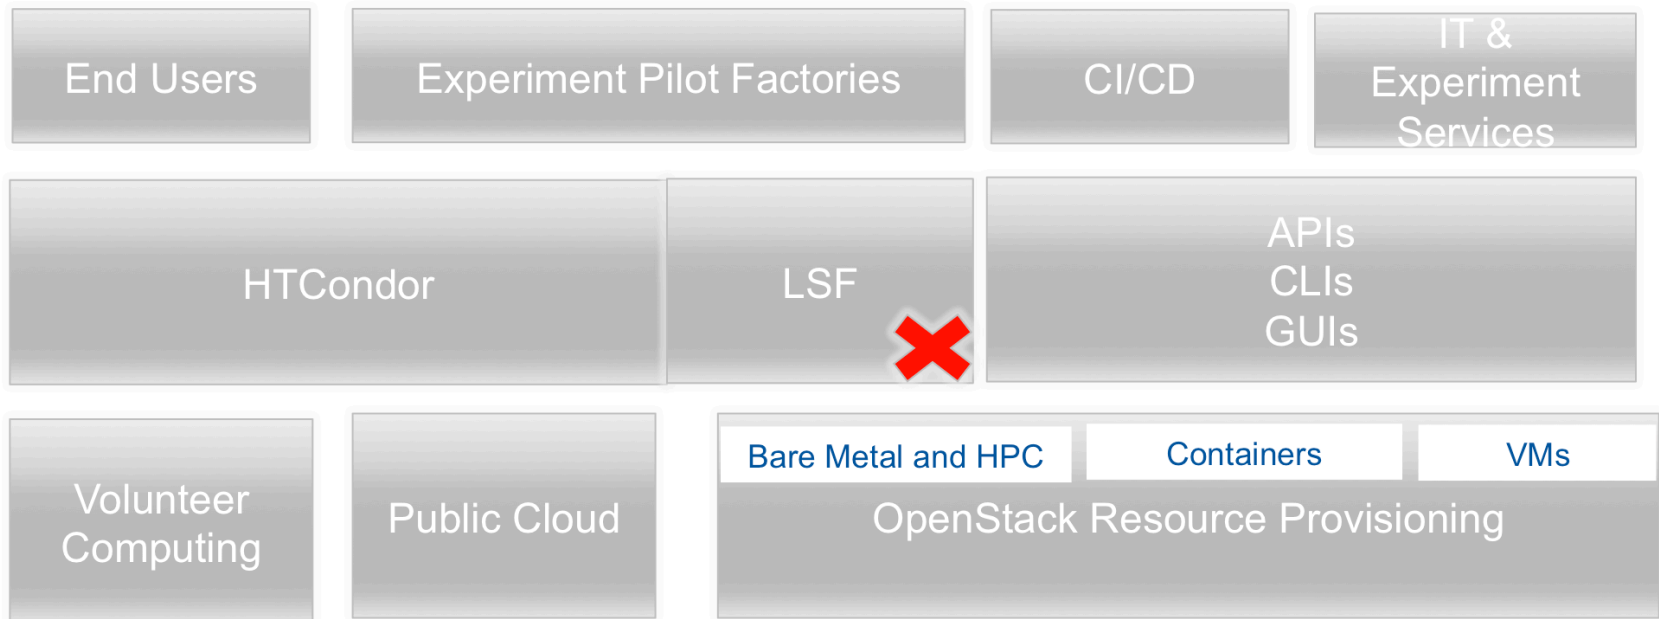 End Users
Experiment Pilot Factories
CI/CD
IT &
Experiment
Services
HTCondor
LSF
APIs
CLIs
GUIs
Volunteer
Computing
Public Cloud
Bare Metal and HPC
Containers
VMs
OpenStack Resource Provisioning